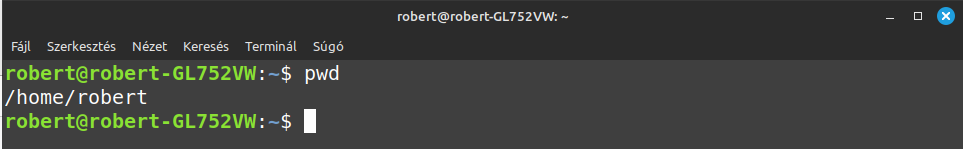 robert@robert-GL752VW: ~
Fájl Szerkesztés Nézet Keresés Terminál Súgó
robert@robert-GL752VW:~$ pwd
/home/robert
robert@robert-GL752VW:~$